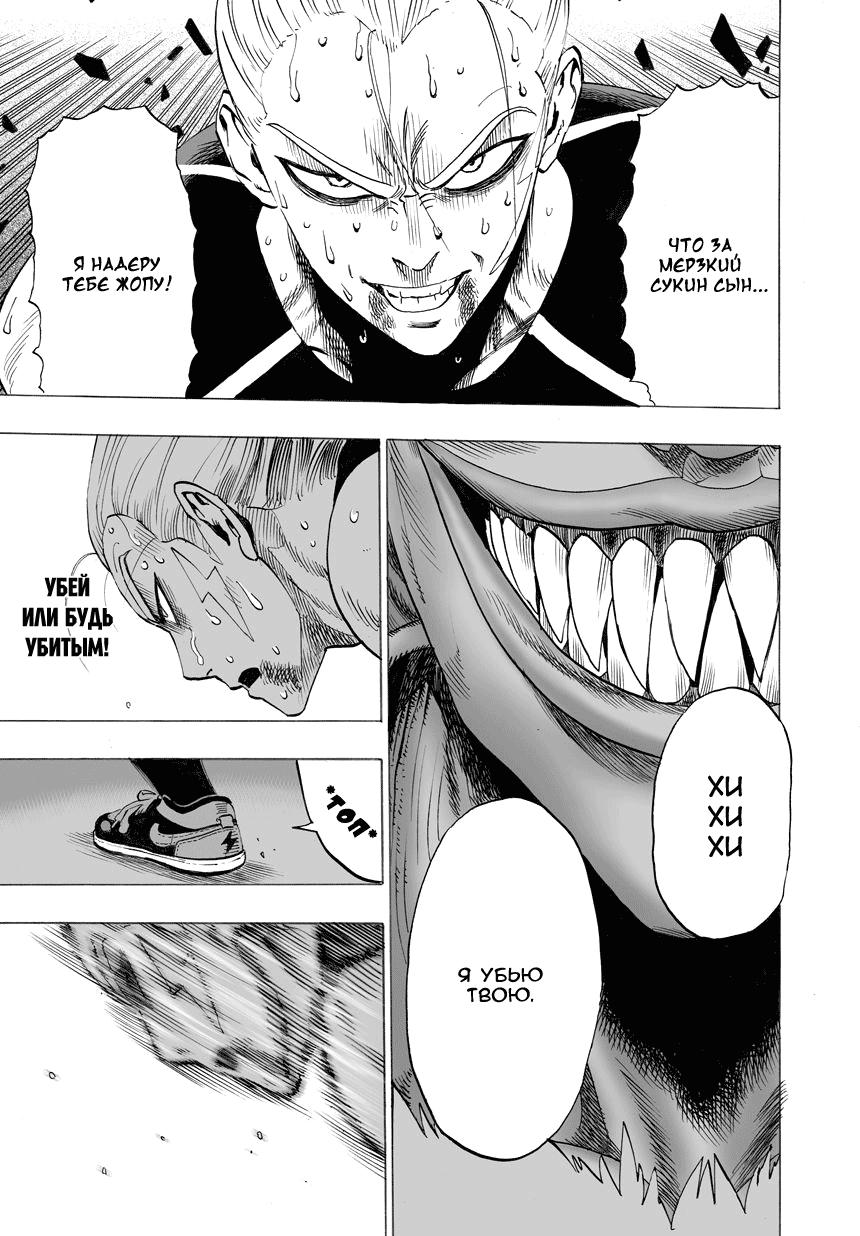 ЧТО ЗА
МЕРЗКИЙ
СУКИН СЫН...
Я НАДЕРУ
ТЕБЕ ЖОПУ!
ХИ
ХИ
ХИ
Я УБЬЮ
ТВОЮ.
УБЕЙ
ИЛИ БУДЬ
УБИТЫМ!
*ТОП*